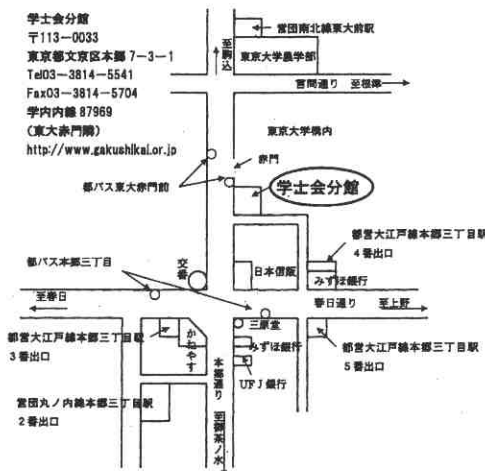 学士会分館
〒113-0033
東京都文京区本郷7-3-1
Tel03-3814-5541
Fax03-3814-5704
学内内線87969
(東大赤門隣)
http://www.gakushikai.or.jp
至駒込
営団南北線東大前駅
東京大学農学部
言問通り 至根津
東京大学構内
赤門
都バス東大赤門前
学士会分館
都営大江戸線本郷三丁目駅
4番出口
都バス本郷三丁目
交番
日本信販
みずほ銀行
至春日
春日通り 至上野
三原堂
都営大江戸線本郷三丁目駅
3番出口
かねやす
みずほ銀行
都営大江戸線本郷三丁目駅
5番出口
UFJ銀行
本郷通り 至御茶ノ水
営団丸ノ内線本郷三丁目駅
2番出口